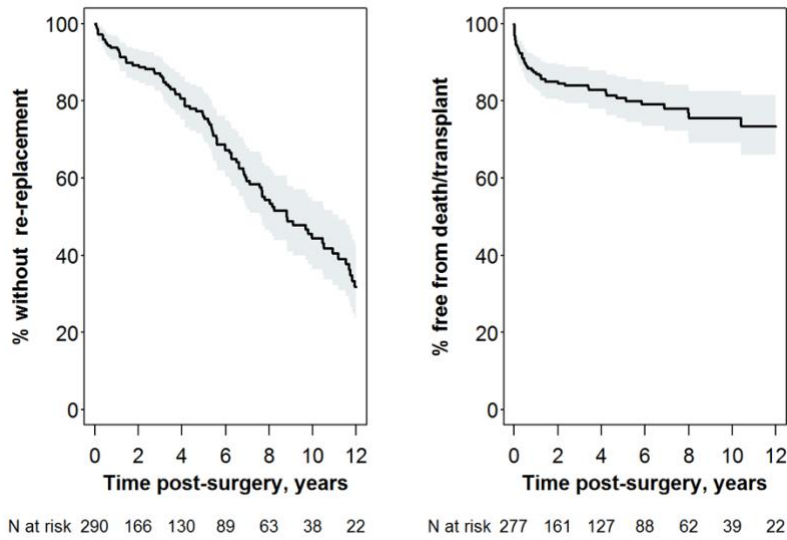 % without re-replacement
100
80
60
40
20
0
0 2 4 6 8 10 12
Time post-surgery, years
N at risk 290 166 130 89 63 38 22
% free from death/transplant
100
80
60
40
20
0
0 2 4 6 8 10 12
Time post-surgery, years
N at risk 277 161 127 88 62 39 22